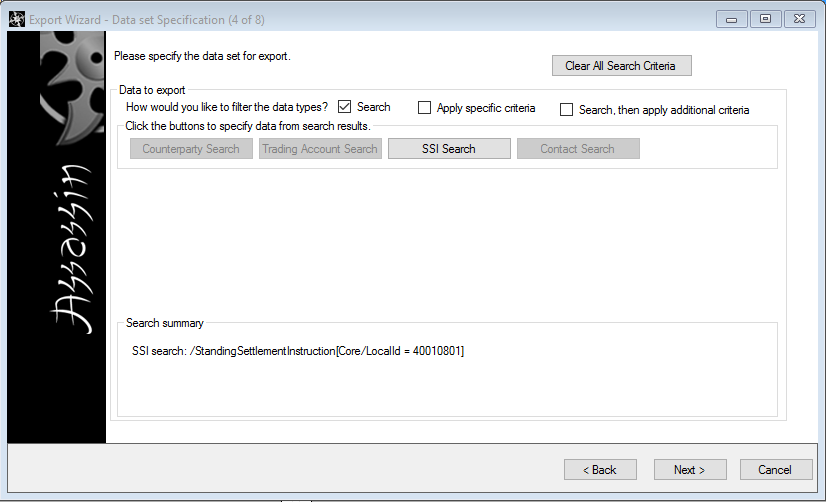 Export Wizard - Data set Specification (4 of 8)
Please specify the data set for export.
Clear All Search Criteria
Data to export
How would you like to filter the data types? Search Apply specific criteria Search, then apply additional criteria
Click the buttons to specify data from search results.
Counterparty Search Trading Account Search SSI Search Contact Search
Assassin
Search summary
SSI search: /StandingSettlementInstruction[Core/LocalId = 40010801]
< Back Next > Cancel